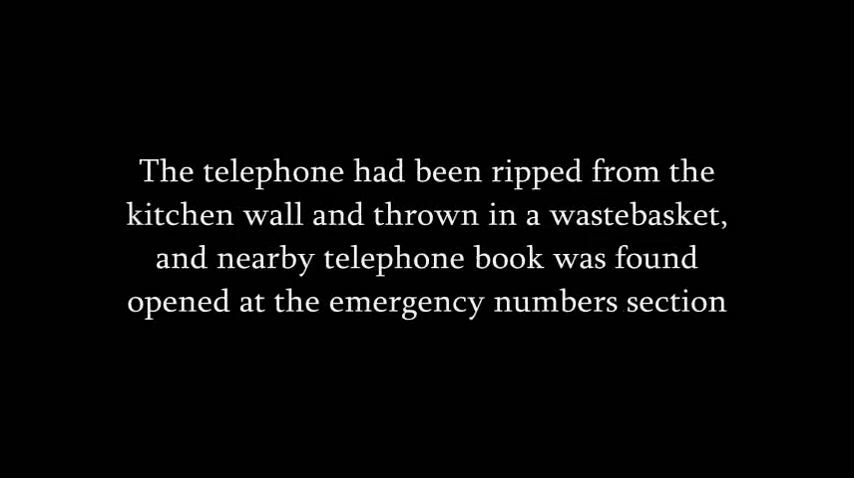 The telephone had been ripped from the
kitchen wall and thrown in a wastebasket,
and nearby telephone book was found
opened at the emergency numbers section